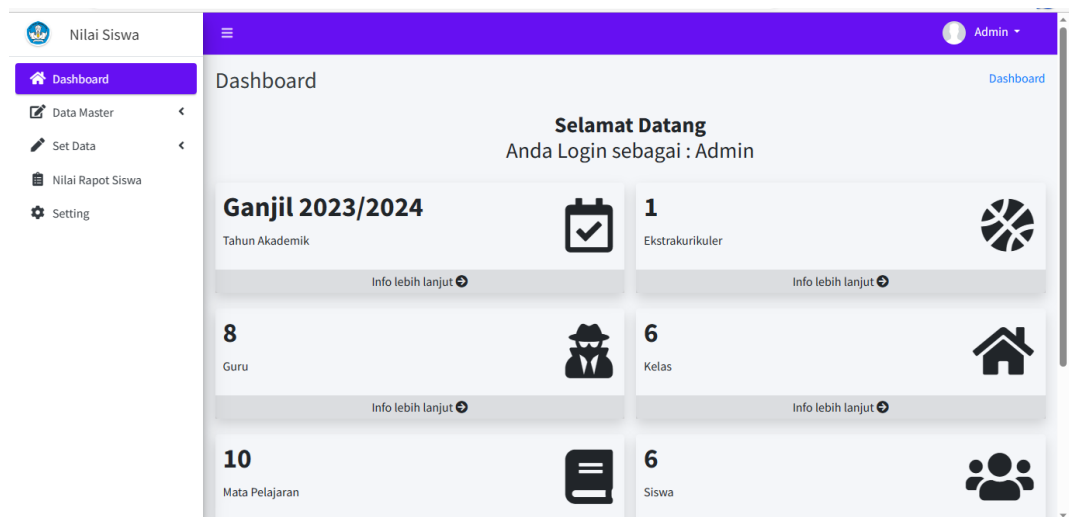 Nilai Siswa
Admin
Dashboard
Data Master
Set Data
Nilai Rapot Siswa
Setting
Dashboard
Dashboard
Selamat Datang
Anda Login sebagai : Admin
Ganjil 2023/2024
Tahun Akademik
Info lebih lanjut
1
Ekstrakurikuler
Info lebih lanjut
8
Guru
Info lebih lanjut
6
Kelas
Info lebih lanjut
10
Mata Pelajaran
6
Siswa